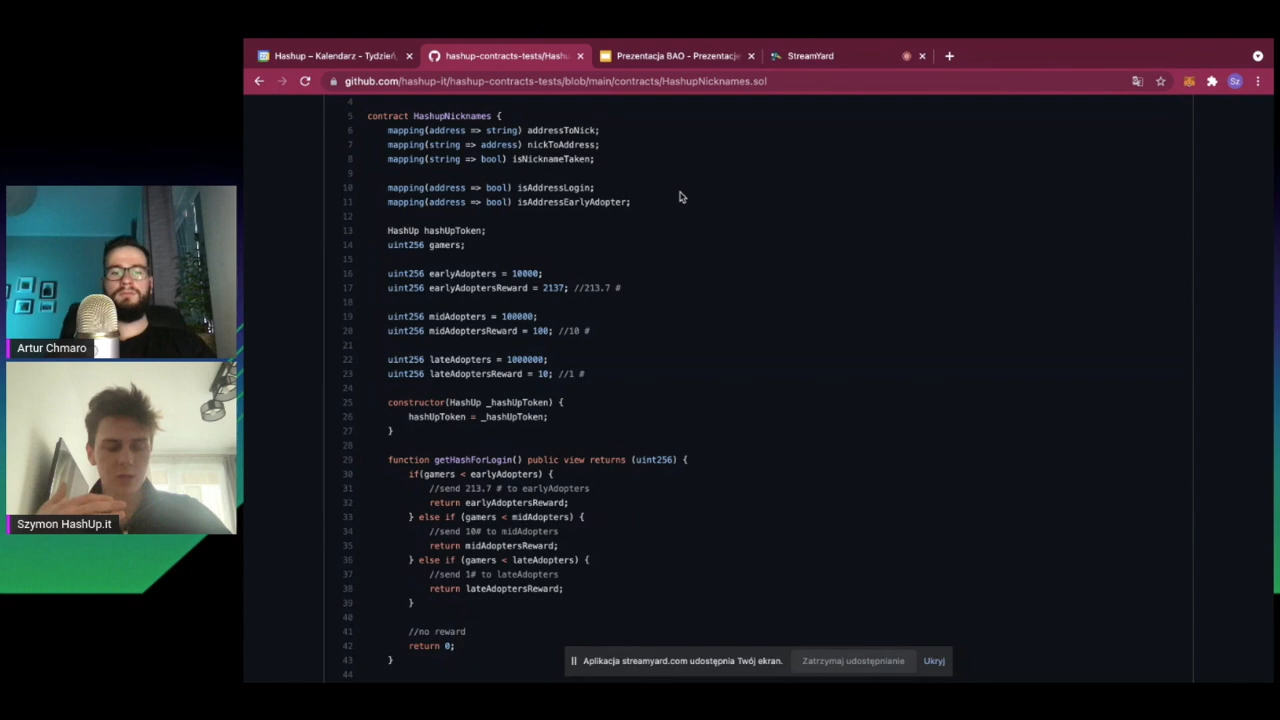 Hashup – Kalendarz - Tydzień,
hashup-contracts-tests/Hashu
Prezentacja BAO - Prezentacje
StreamYard
github.com/hashup-it/hashup-contracts-tests/blob/main/contracts/HashupNicknames.sol
Sz
4
5 contract HashupNicknames {
6 mapping(address => string) addressToNick;
7 mapping(string => address) nickToAddress;
8 mapping(string => bool) isNicknameTaken;
9
10 mapping(address => bool) isAddressLogin;
11 mapping(address => bool) isAddressEarlyAdopter;
12
13 HashUp hashUpToken;
14 uint256 gamers;
15
16 uint256 earlyAdopters = 10000;
17 uint256 earlyAdoptersReward = 2137; //213.7 #
18
19 uint256 midAdopters = 100000;
20 uint256 midAdoptersReward = 100; //10 #
21
22 uint256 lateAdopters = 1000000;
23 uint256 lateAdoptersReward = 10; //1 #
24
25 constructor(HashUp _hashUpToken) {
26 hashUpToken = _hashUpToken;
27 }
28
29 function getHashForLogin() public view returns (uint256) {
30 if(gamers < earlyAdopters) {
31 //send 213.7 # to earlyAdopters
32 return earlyAdoptersReward;
33 } else if (gamers < midAdopters) {
34 //send 10# to midAdopters
35 return midAdoptersReward;
36 } else if (gamers < lateAdopters) {
37 //send 1# to lateAdopters
38 return lateAdoptersReward;
39 }
40
41 //no reward
42 return 0;
43 }
44
Artur Chmaro
Szymon HashUp.it
Aplikacja streamyard.com udostępnia Twój ekran.
Zatrzymaj udostępnianie
Ukryj